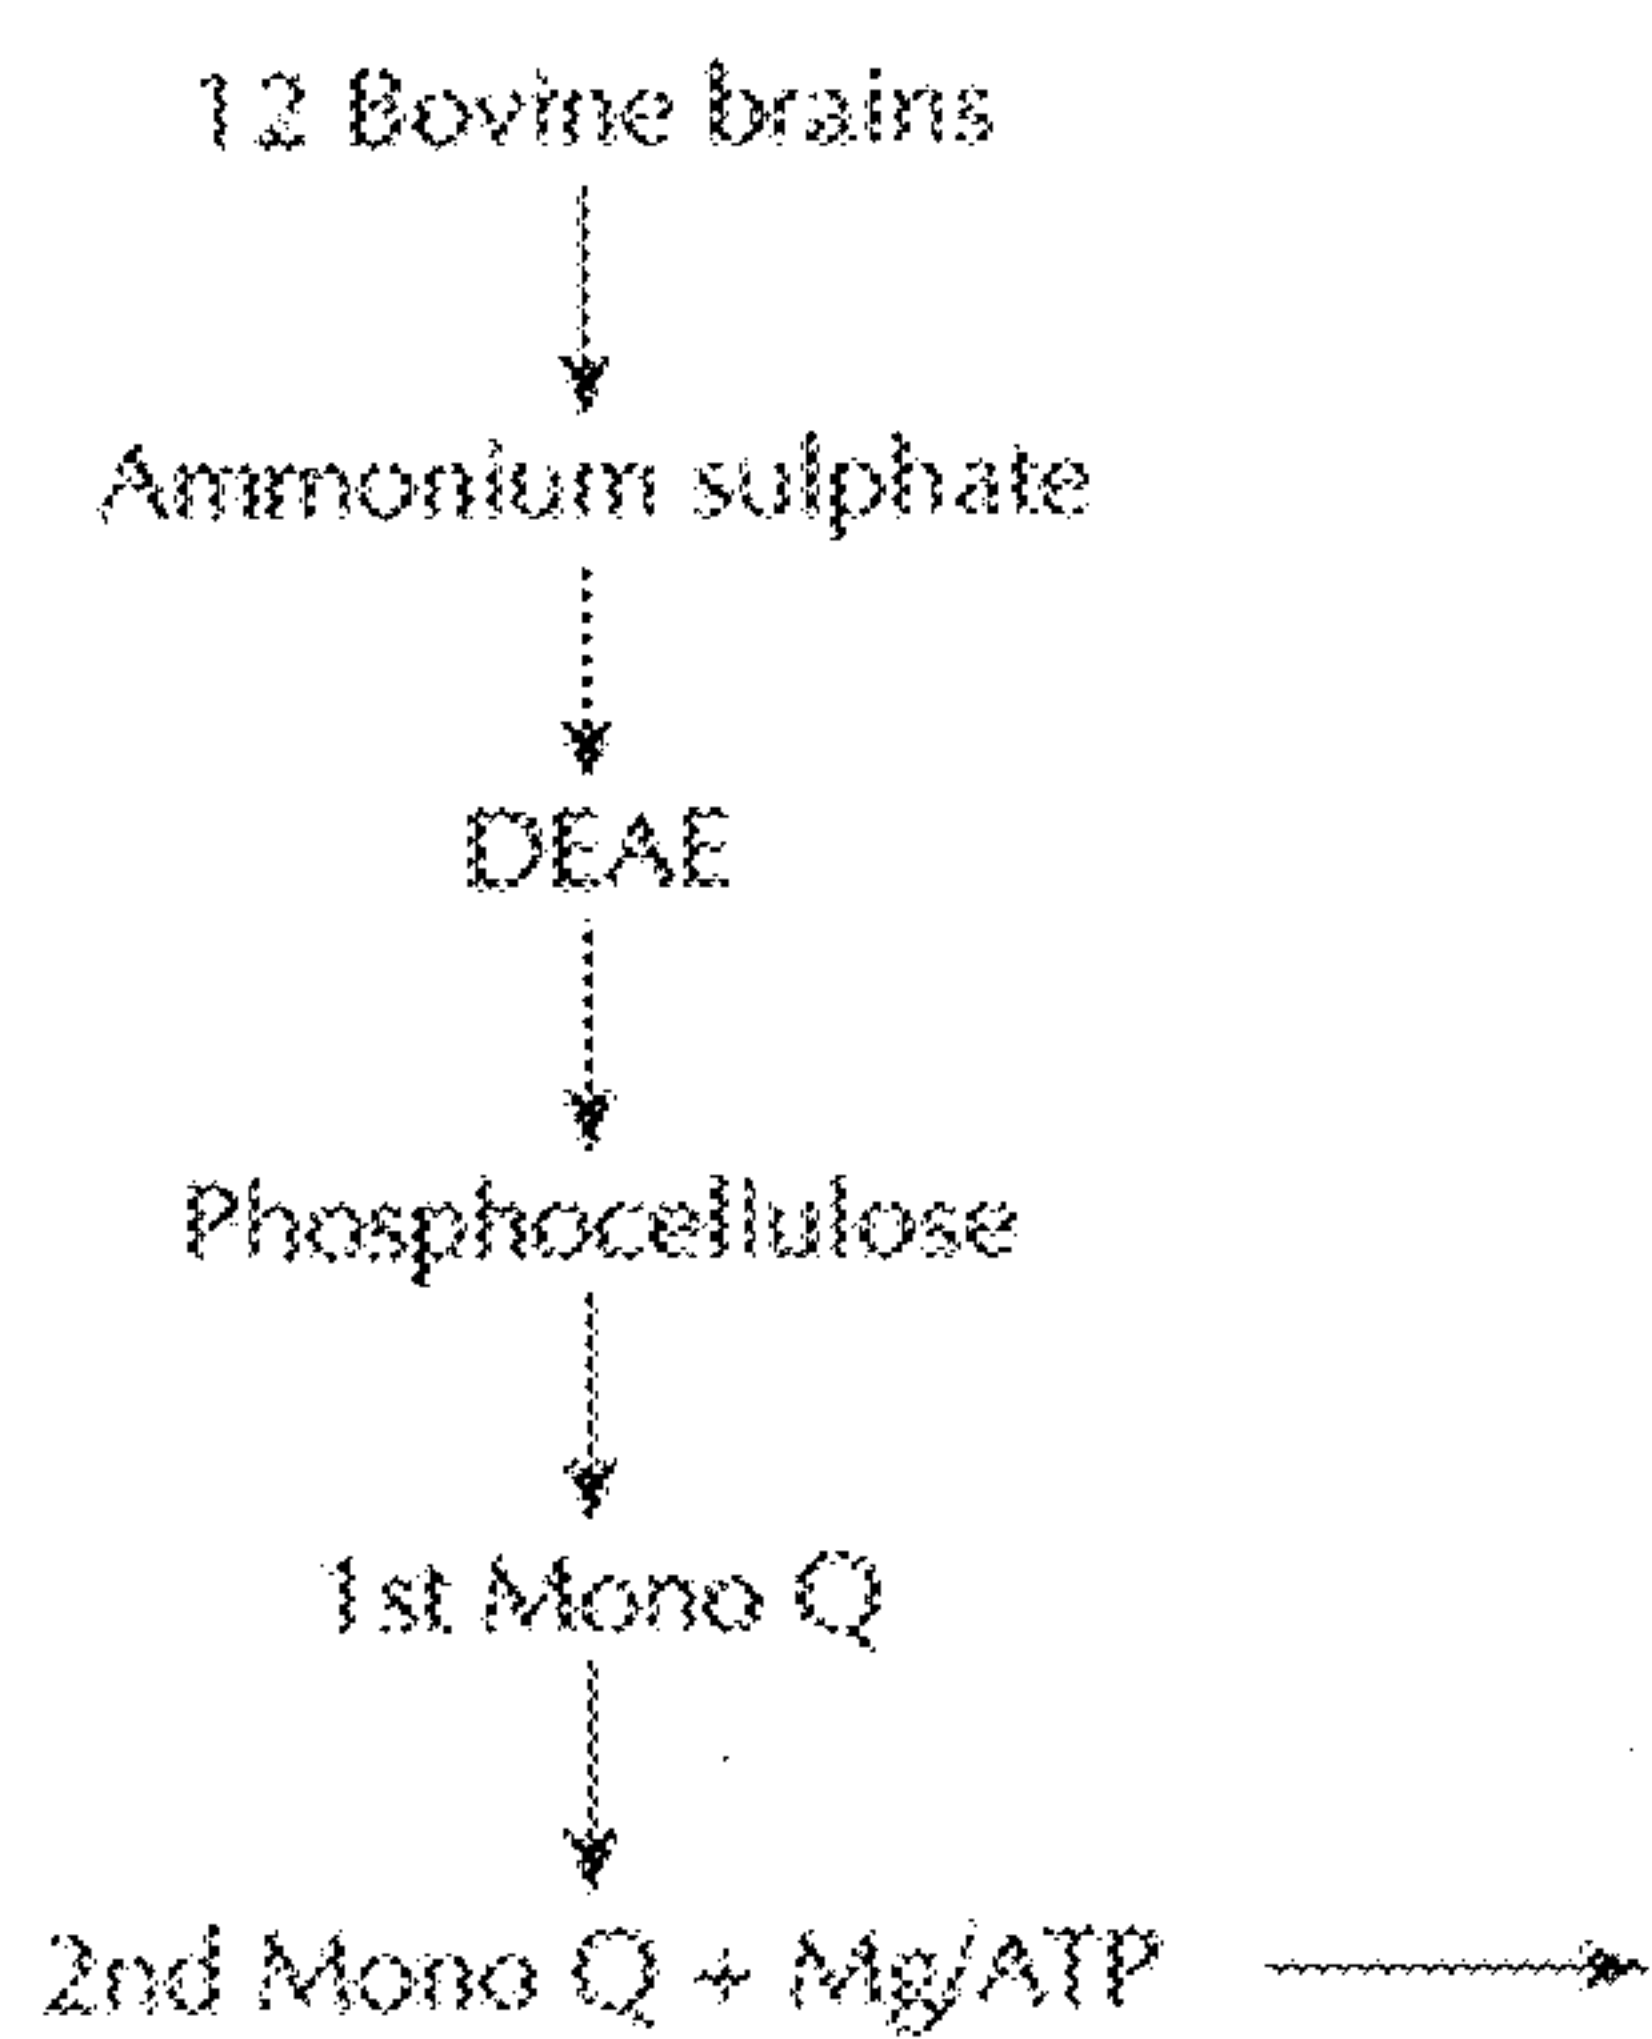 12 Bovine brains
Ammonium sulphate
DEAE
Phosphocellulose
1st Mono Q
2nd Mono Q + Mg/ATP